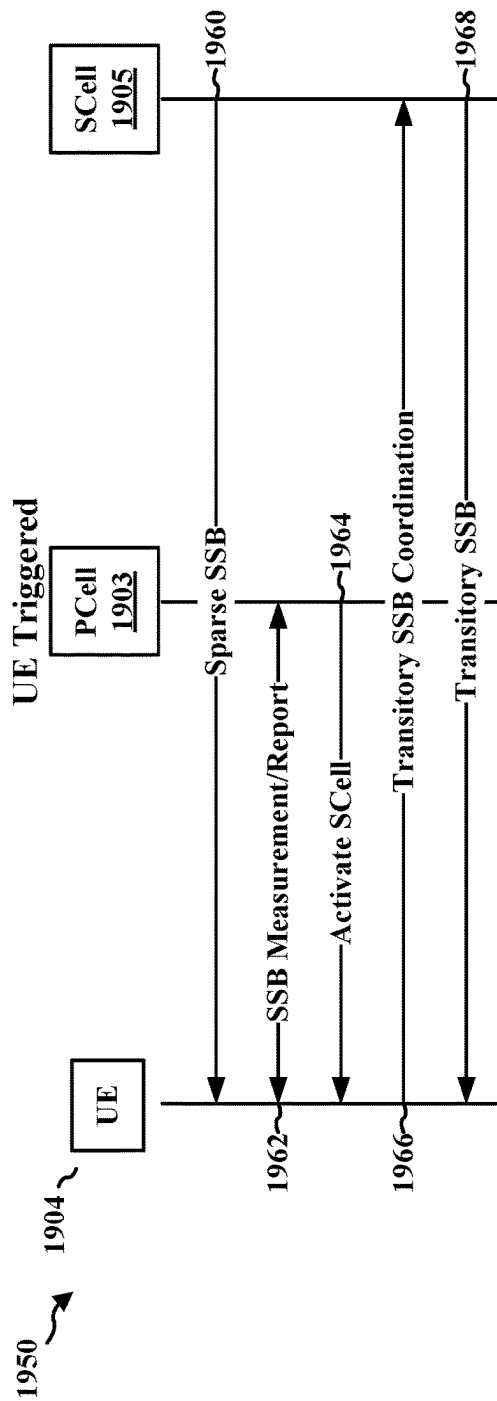 UE Triggered
1950
1904
UE
PCell
1903
SCell
1905
Sparse SSB
1960
SSB Measurement/Report
1962
Activate SCell
1964
Transitory SSB Coordination
1966
Transitory SSB
1968